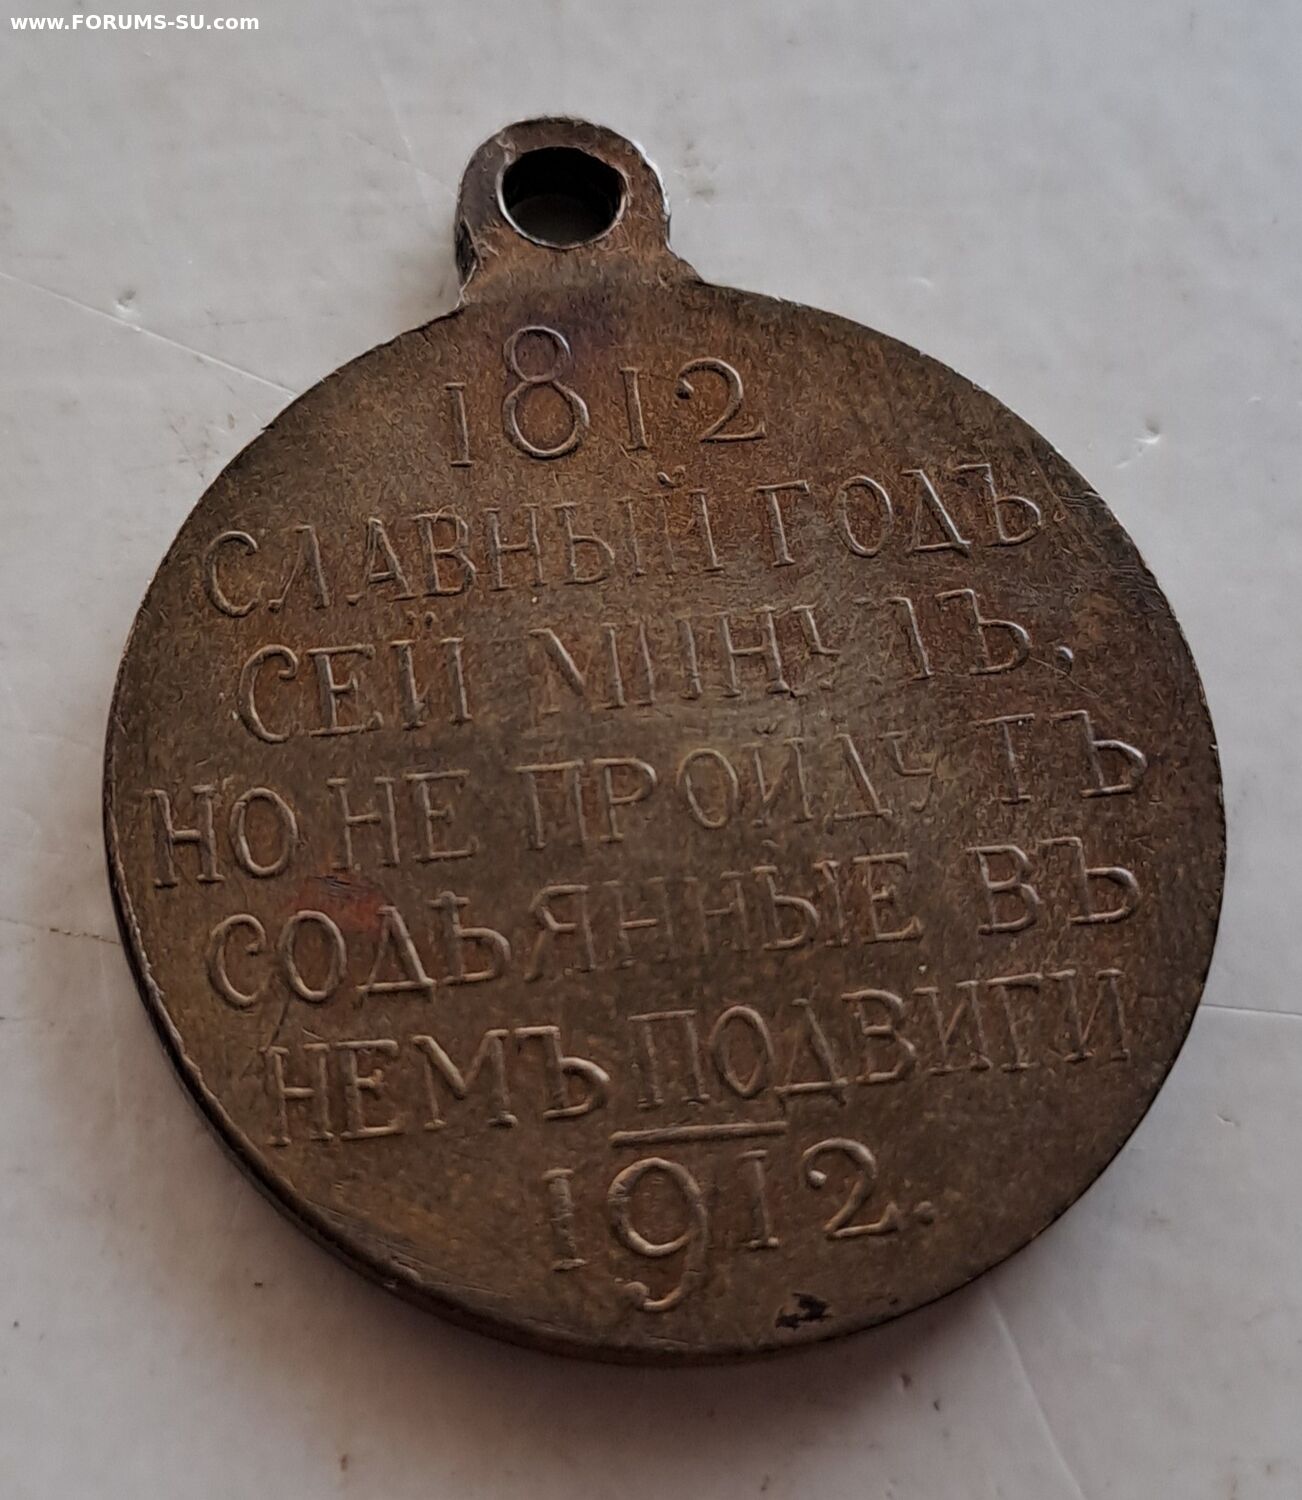 www.FORUMS-SU.com
1812
СЛАВНЫЙ ГОДЪ
СЕЙ МИНУЛЪ,
НО НЕ ПРОЙДУТЪ
СОДѢЯННЫЕ ВЪ
НЕМЪ ПОДВИГИ
1912.